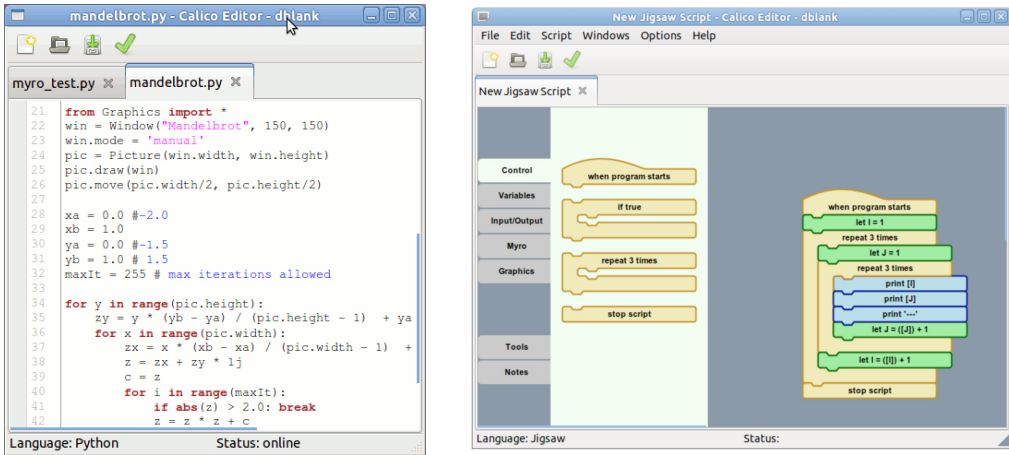 mandelbrot.py - Calico Editor - dblank
myro_test.py
mandelbrot.py
21 from Graphics import *
22 win = Window("Mandelbrot", 150, 150)
23 win.mode = 'manual'
24 pic = Picture(win.width, win.height)
25 pic.draw(win)
26 pic.move(pic.width/2, pic.height/2)
27
28 xa = 0.0 #-2.0
29 xb = 1.0
30 ya = 0.0 #-1.5
31 yb = 1.0 # 1.5
32 maxIt = 255 # max iterations allowed
33
34 for y in range(pic.height):
35 zy = y * (yb - ya) / (pic.height - 1) + ya
36 for x in range(pic.width):
37 zx = x * (xb - xa) / (pic.width - 1) +
38 z = zx + zy * 1j
39 c = z
40 for i in range(maxIt):
41 if abs(z) > 2.0: break
42 z = z * z + c
Language: Python Status: online
New Jigsaw Script - Calico Editor - dblank
File Edit Script Windows Options Help
New Jigsaw Script
Control
Variables
Input/Output
Myro
Graphics
Tools
Notes
when program starts
if true
repeat 3 times
stop script
when program starts
let I = 1
repeat 3 times
let J = 1
repeat 3 times
print [I]
print [J]
print '---'
let J = ([J]) + 1
let I = ([I]) + 1
stop script
Language: Jigsaw Status: